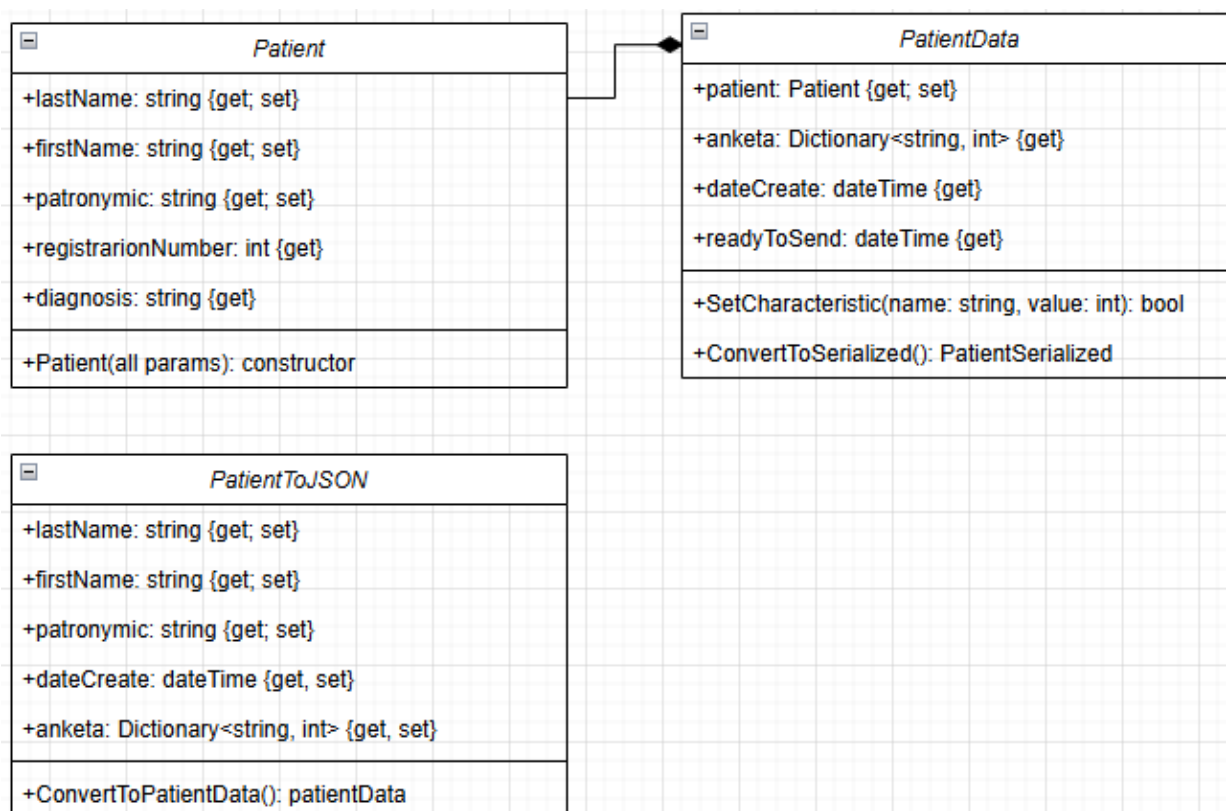 Patient
+lastName: string {get; set}
+firstName: string {get; set}
+patronymic: string {get; set}
+registrarionNumber: int {get}
+diagnosis: string {get}
+Patient(all params): constructor
PatientData
+patient: Patient {get; set}
+anketa: Dictionary<string, int> {get}
+dateCreate: dateTime {get}
+readyToSend: dateTime {get}
+SetCharacteristic(name: string, value: int): bool
+ConvertToSerialized(): PatientSerialized
PatientToJSON
+lastName: string {get; set}
+firstName: string {get; set}
+patronymic: string {get; set}
+dateCreate: dateTime {get, set}
+anketa: Dictionary<string, int> {get, set}
+ConvertToPatientData(): patientData